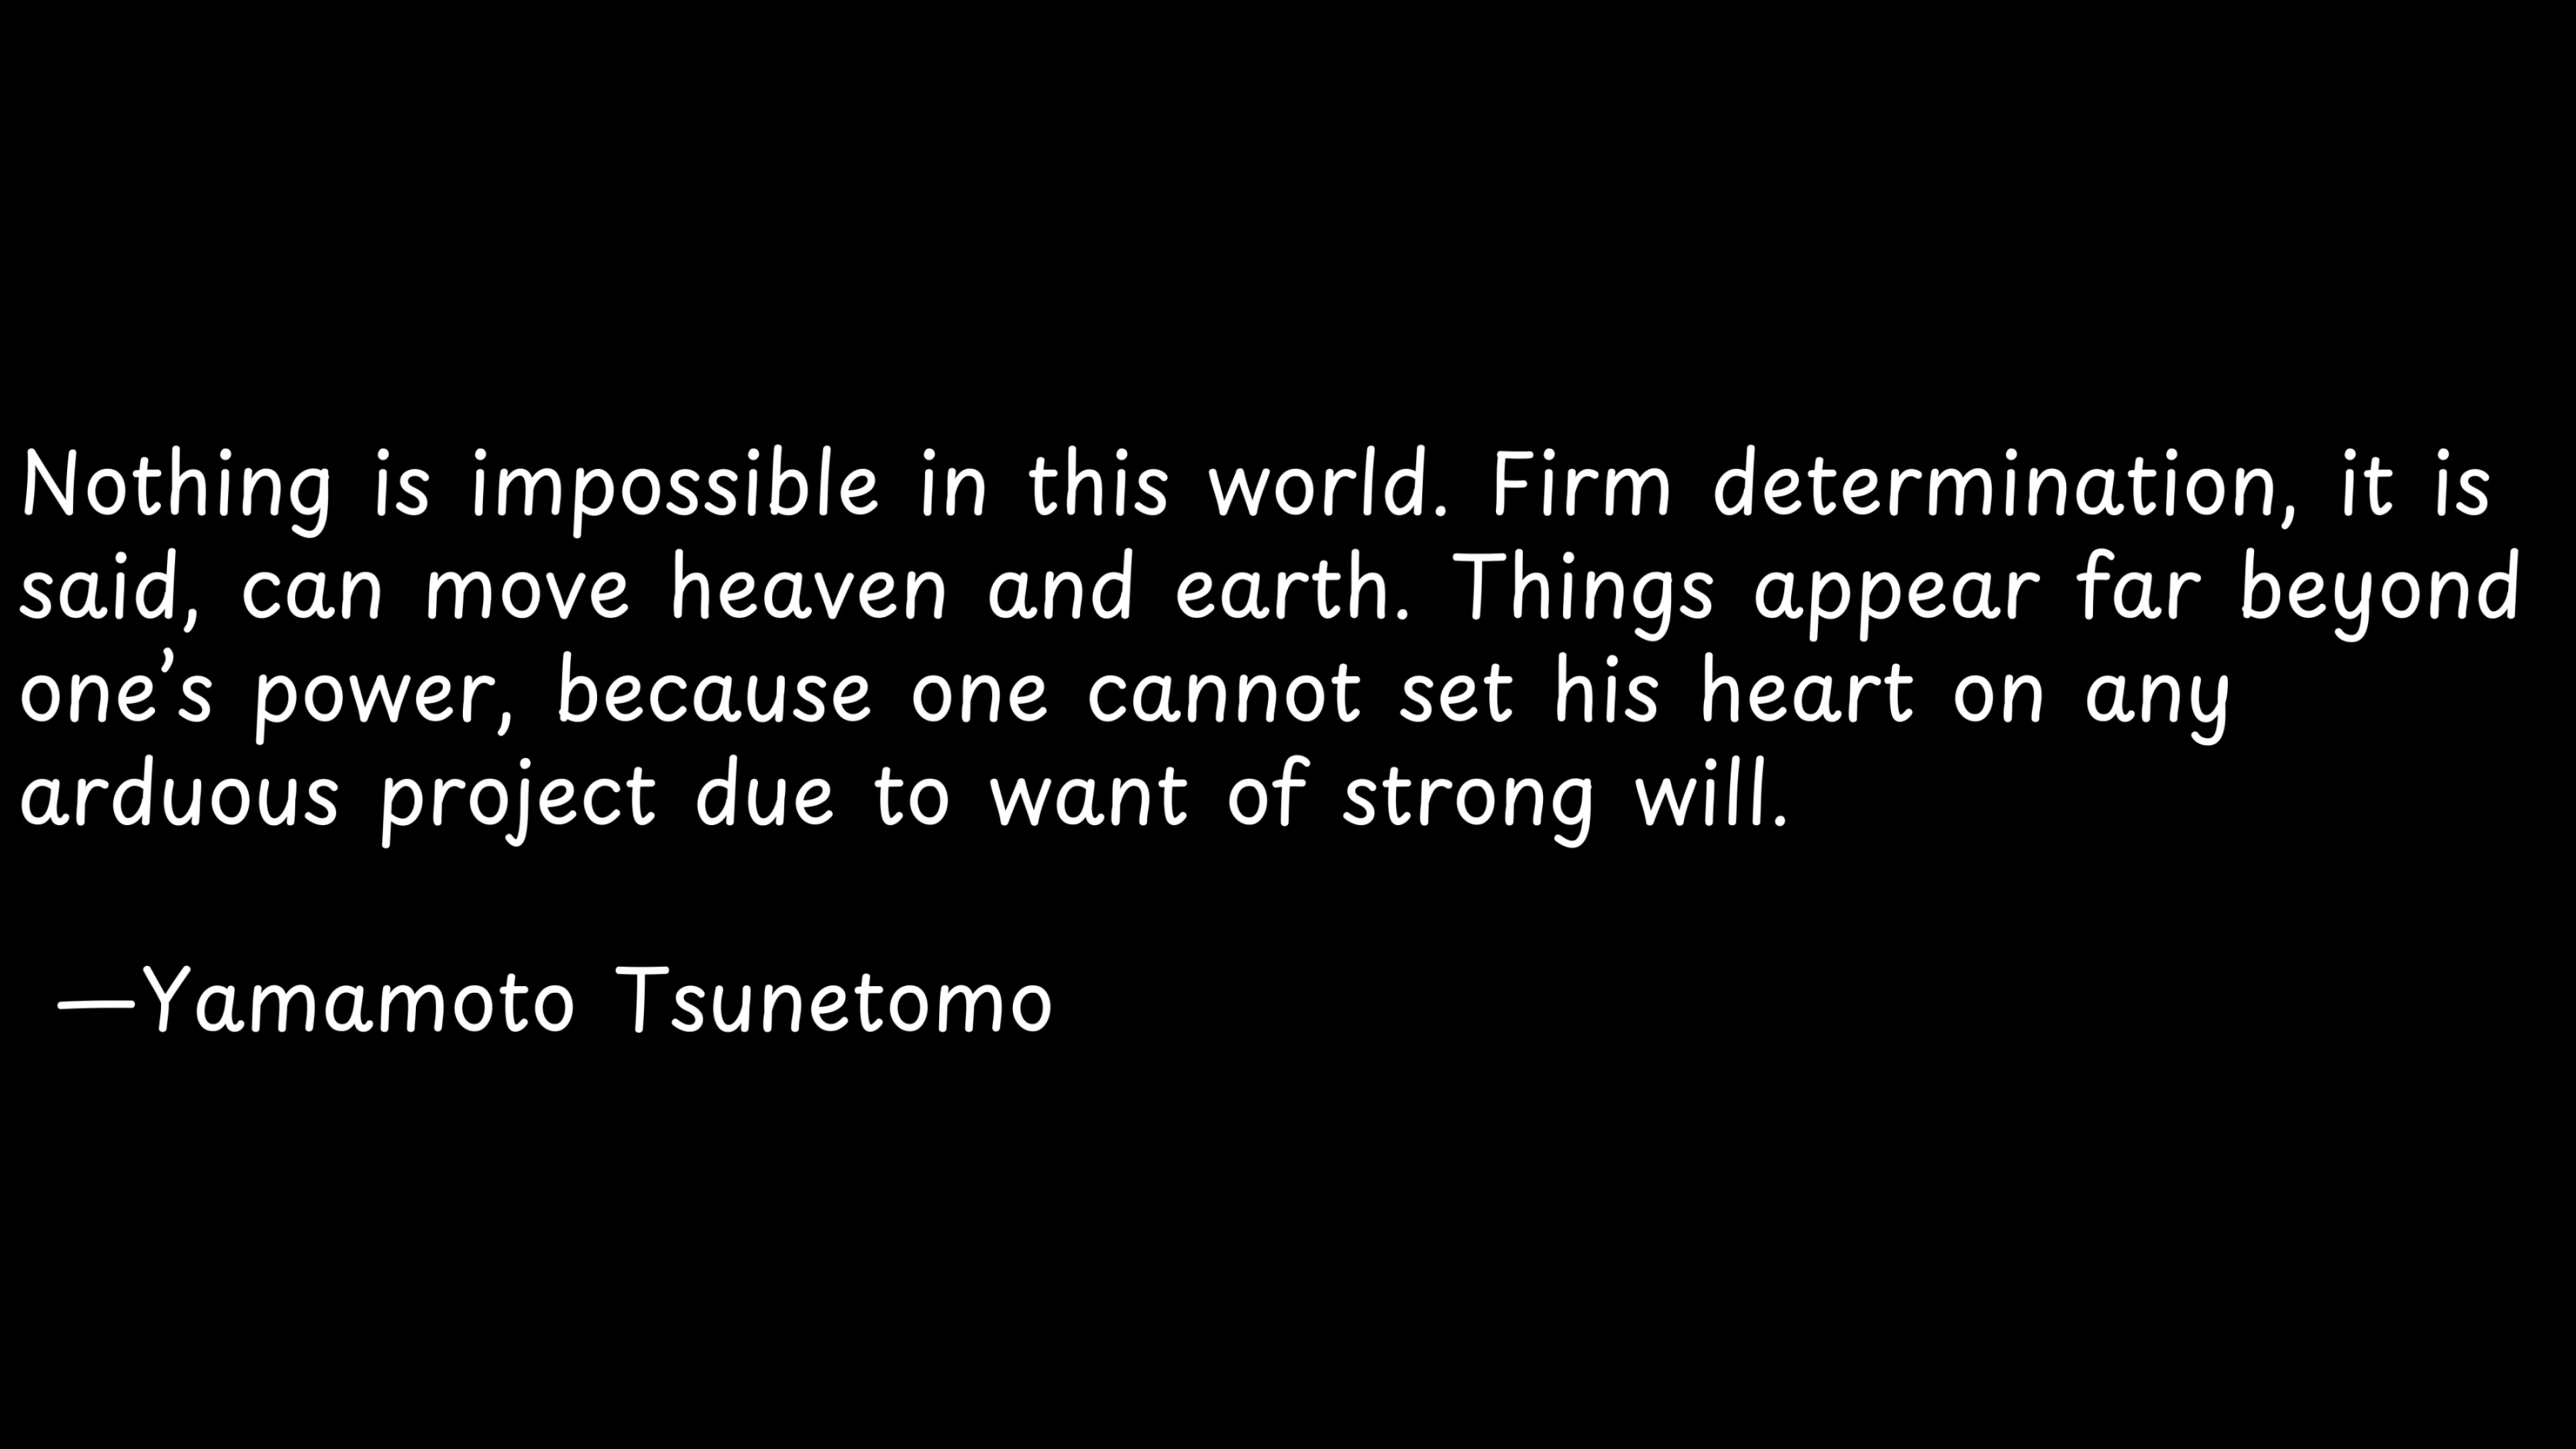 Nothing is impossible in this world. Firm determination, it is
said, can move heaven and earth. Things appear far beyond
one’s power, because one cannot set his heart on any
arduous project due to want of strong will.
—Yamamoto Tsunetomo